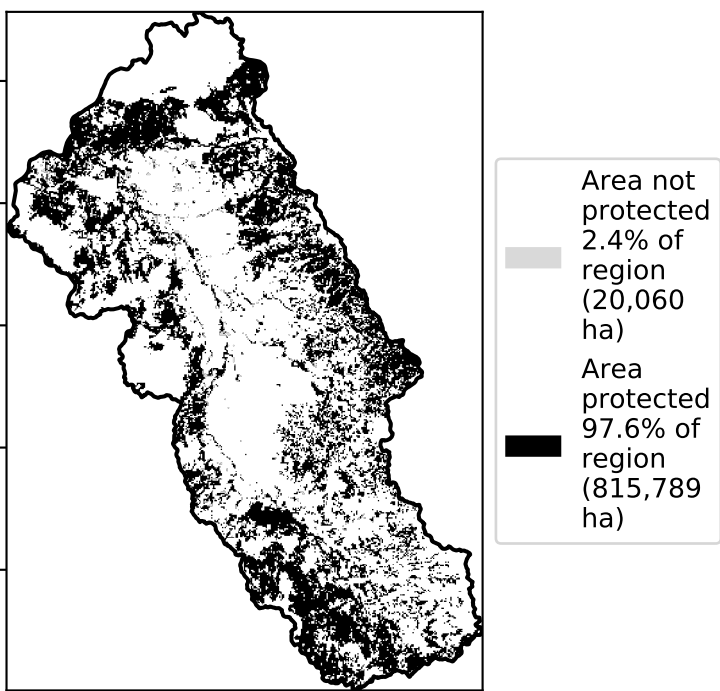 Area not
protected
2.4% of
region
(20,060
ha)
Area
protected
97.6% of
region
(815,789
ha)